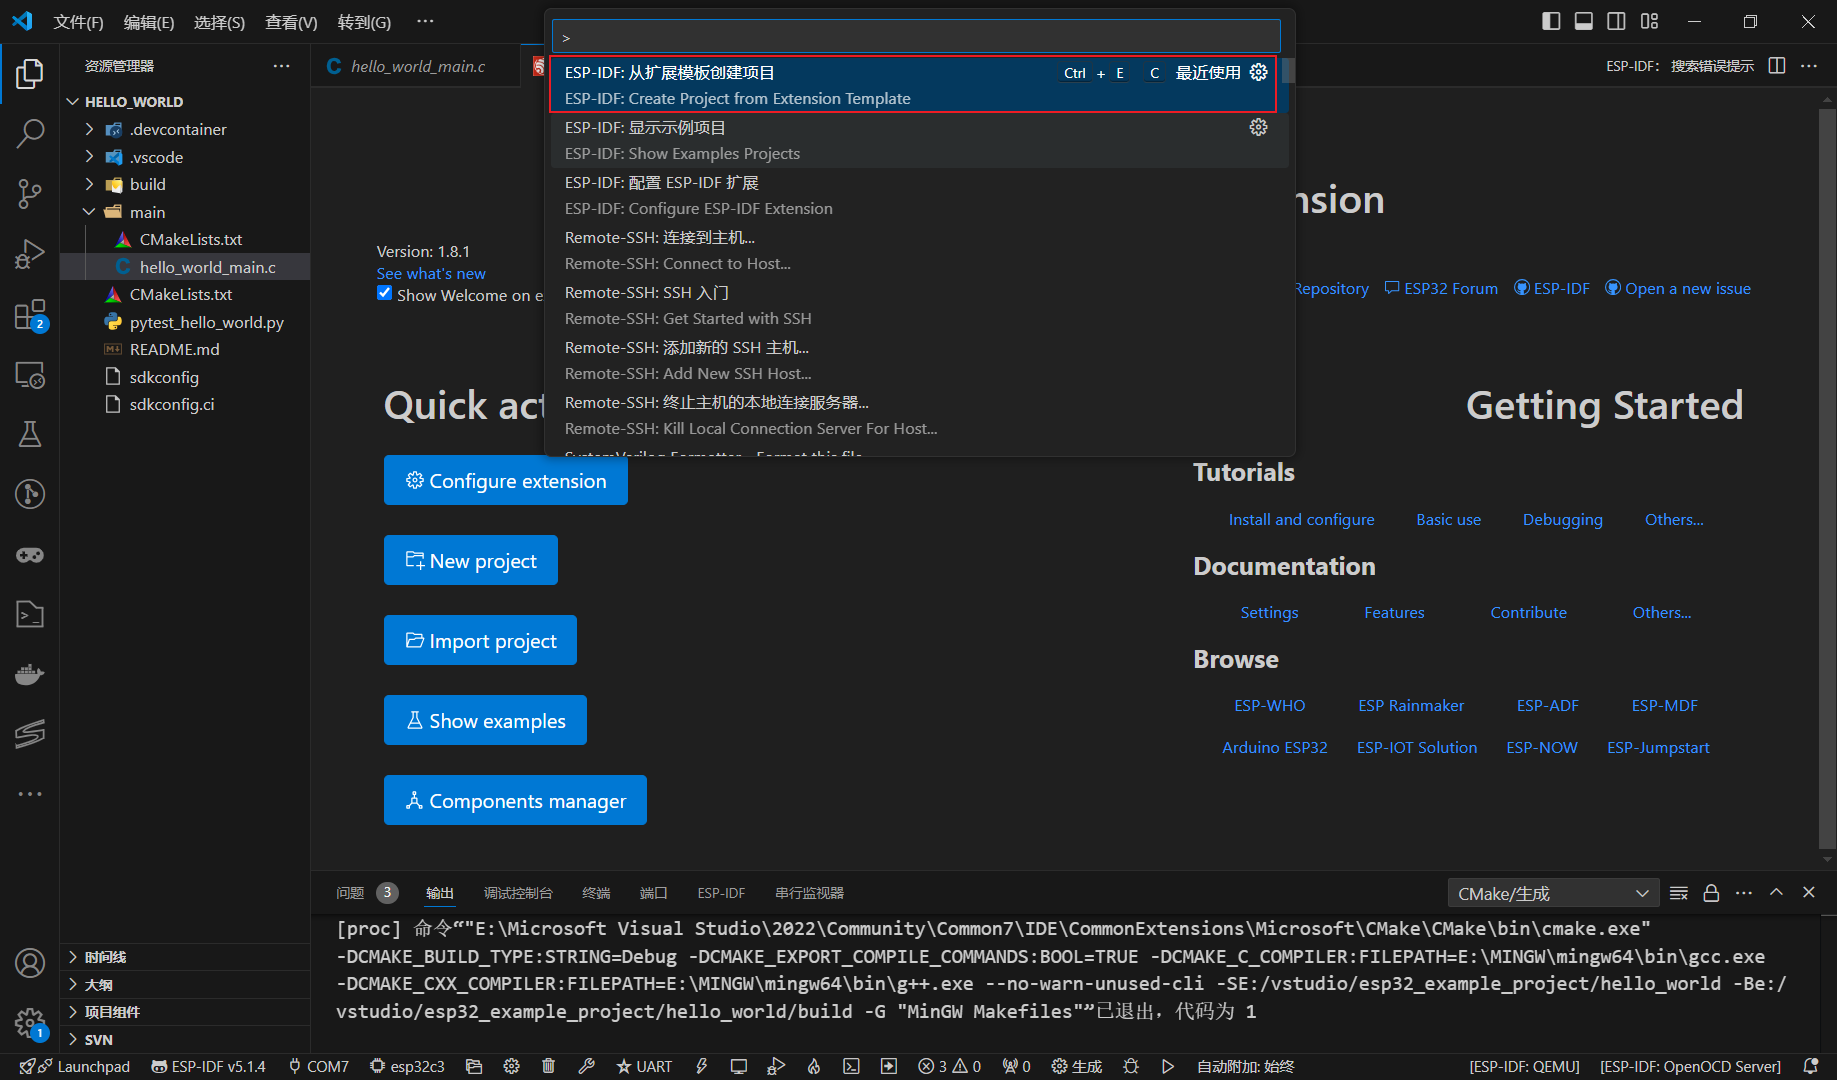 文件(F) 编辑(E) 选择(S) 查看(V) 转到(G) ···
>
ESP-IDF: 从扩展模板创建项目 Ctrl + E C 最近使用
ESP-IDF: Create Project from Extension Template
ESP-IDF: 显示示例项目
ESP-IDF: Show Examples Projects
ESP-IDF: 配置 ESP-IDF 扩展
ESP-IDF: Configure ESP-IDF Extension
Remote-SSH: 连接到主机...
Remote-SSH: Connect to Host...
Remote-SSH: SSH 入门
Remote-SSH: Get Started with SSH
Remote-SSH: 添加新的 SSH 主机...
Remote-SSH: Add New SSH Host...
Remote-SSH: 终止主机的本地连接服务器...
Remote-SSH: Kill Local Connection Server For Host...
SystemVerilog Formatter - Format this file
资源管理器 ···
HELLO_WORLD
.devcontainer
.vscode
build
main
CMakeLists.txt
hello_world_main.c
CMakeLists.txt
pytest_hello_world.py
README.md
sdkconfig
sdkconfig.ci
2
时间线
大纲
项目组件
SVN
1
hello_world_main.c
ESP-IDF: 搜索错误提示
nsion
Version: 1.8.1
See what's new
Show Welcome on e
Repository ESP32 Forum ESP-IDF Open a new issue
Quick act
Configure extension
New project
Import project
Show examples
Components manager
Getting Started
Tutorials
Install and configure Basic use Debugging Others...
Documentation
Settings Features Contribute Others...
Browse
ESP-WHO ESP Rainmaker ESP-ADF ESP-MDF
Arduino ESP32 ESP-IOT Solution ESP-NOW ESP-Jumpstart
问题 3 输出 调试控制台 终端 端口 ESP-IDF 串行监视器 CMake/生成
[proc] 命令“"E:\Microsoft Visual Studio\2022\Community\Common7\IDE\CommonExtensions\Microsoft\CMake\CMake\bin\cmake.exe"
-DCMAKE_BUILD_TYPE:STRING=Debug -DCMAKE_EXPORT_COMPILE_COMMANDS:BOOL=TRUE -DCMAKE_C_COMPILER:FILEPATH=E:\MINGW\mingw64\bin\gcc.exe
-DCMAKE_CXX_COMPILER:FILEPATH=E:\MINGW\mingw64\bin\g++.exe --no-warn-unused-cli -SE:/vstudio/esp32_example_project/hello_world -Be:/
vstudio/esp32_example_project/hello_world/build -G "MinGW Makefiles"”已退出，代码为 1
Launchpad ESP-IDF v5.1.4 COM7 esp32c3 UART 3 0 0 生成 自动附加: 始终 [ESP-IDF: QEMU] [ESP-IDF: OpenOCD Server]